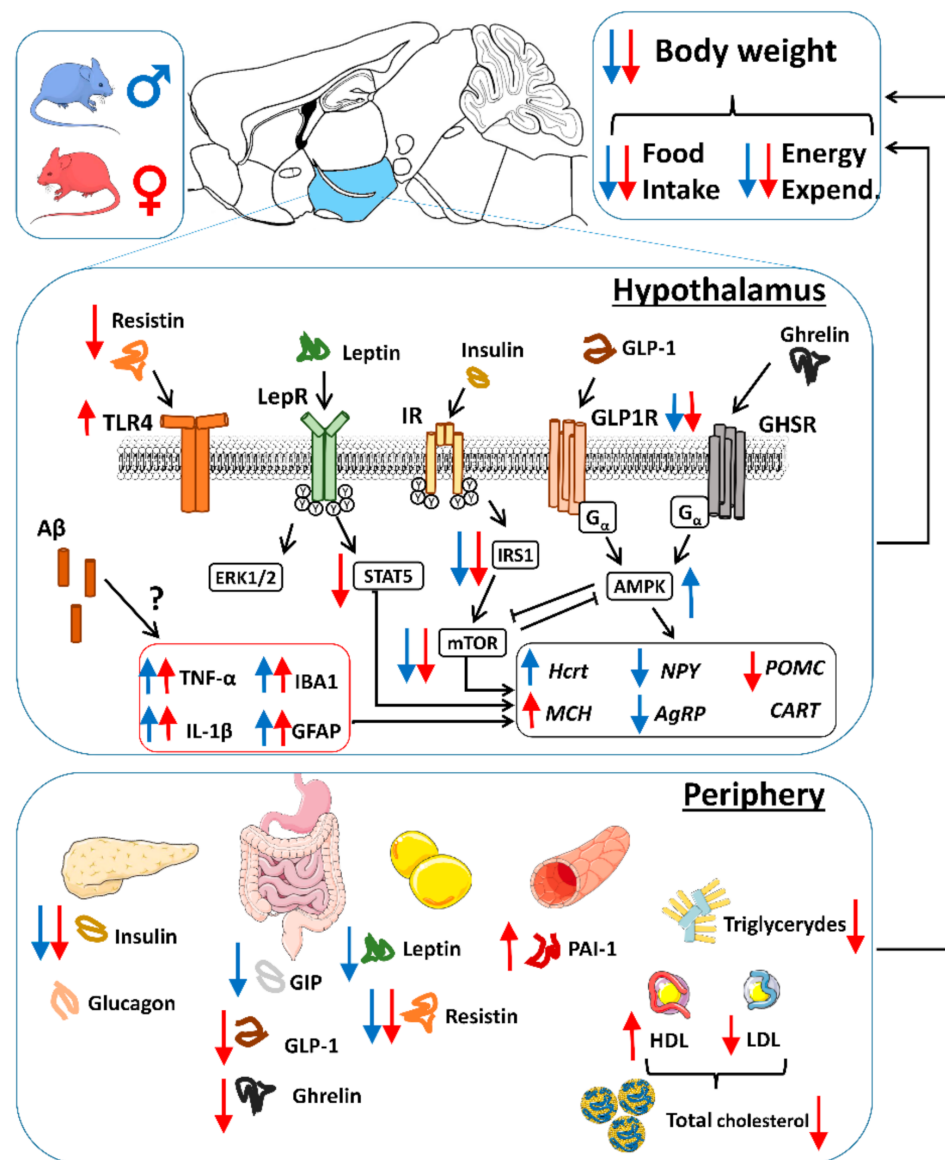 Body weight
Food
Intake
Energy
Expend.
Hypothalamus
Resistin
Leptin
Insulin
GLP-1
Ghrelin
TLR4
LepR
IR
GLP1R
GHSR
Y Y Y Y Y Y
Y Y Y Y Y Y
Gα
Gα
Aβ
ERK1/2
STAT5
IRS1
AMPK
?
mTOR
TNF-α
IBA1
IL-1β
GFAP
Hcrt
NPY
POMC
MCH
AgRP
CART
Periphery
Insulin
Glucagon
GIP
GLP-1
Ghrelin
Leptin
Resistin
PAI-1
Triglycerydes
HDL
LDL
Total cholesterol